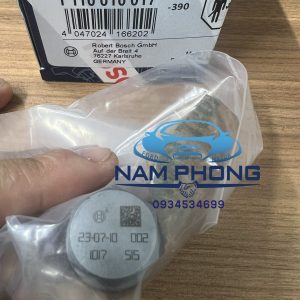 -390
4 047024 166202
Robert Bosch GmbH
Auf der Breit 4
76227 Karlsruhe
GERMANY
NAM PHONG
0934534699
23-07-10 002
1017 515